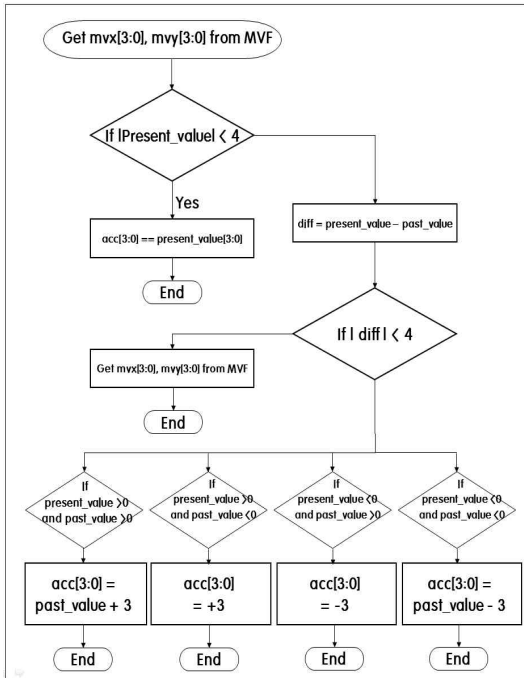 Get mvx[3:0], mvy[3:0] from MVF
If |Present_value| < 4
Yes
acc[3:0] == present_value[3:0]
End
diff = present_value – past_value
If | diff | < 4
Get mvx[3:0], mvy[3:0] from MVF
End
If
present_value >0
and past_value >0
If
present_value >0
and past_value <0
If
present_value <0
and past_value >0
If
present_value <0
and past_value <0
acc[3:0] =
past_value + 3
acc[3:0]
= +3
acc[3:0]
= -3
acc[3:0] =
past_value - 3
End
End
End
End